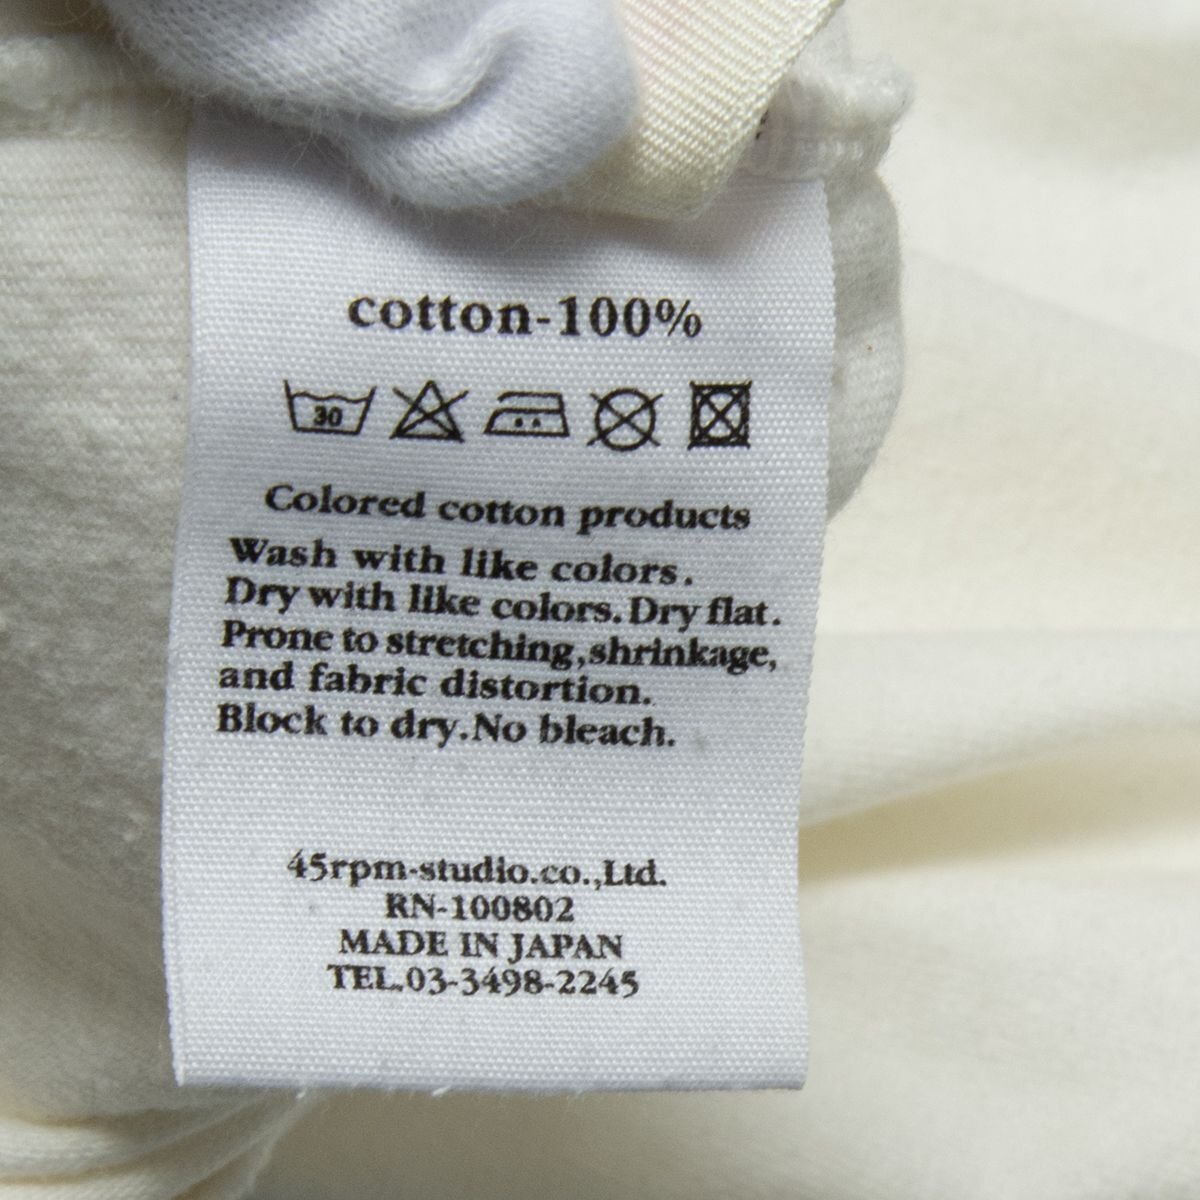 cotton-100%
30
Colored cotton products
Wash with like colors.
Dry with like colors. Dry flat.
Prone to stretching, shrinkage,
and fabric distortion.
Block to dry. No bleach.
45rpm-studio.co.,Ltd.
RN-100802
MADE IN JAPAN
TEL.03-3498-2245